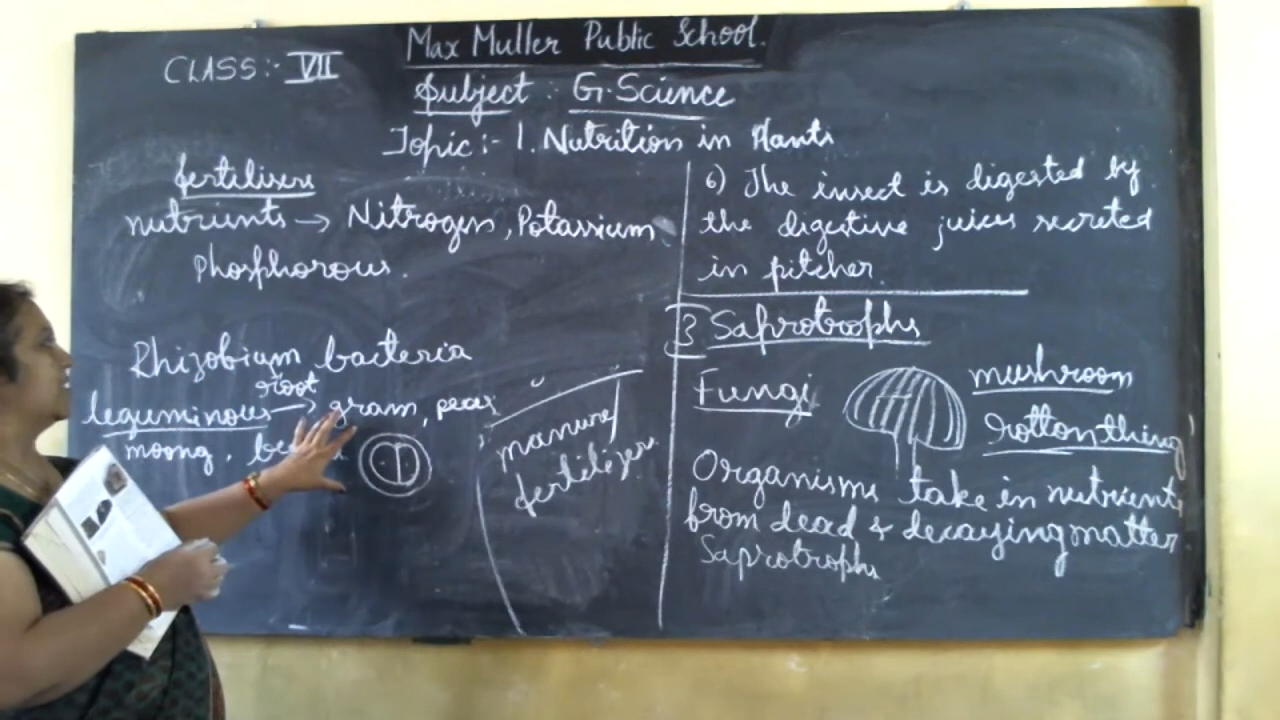 Max Muller Public School.
CLASS:- VII
Subject : G.Science
Topic:- 1. Nutrition in Plants
fertilisers
nutrients → Nitrogen, Potassium
Phosphorous.
Rhizobium bacteria
root
leguminous → gram, peas
moong,
manure/
fertilizer
6) The insect is digested by
the digestive juices secreted
in pitcher.
3 Saprotrophs
Fungi
mushroom
rotton thing
Organisms take in nutrients
from dead & decaying matter
Saprotrophs